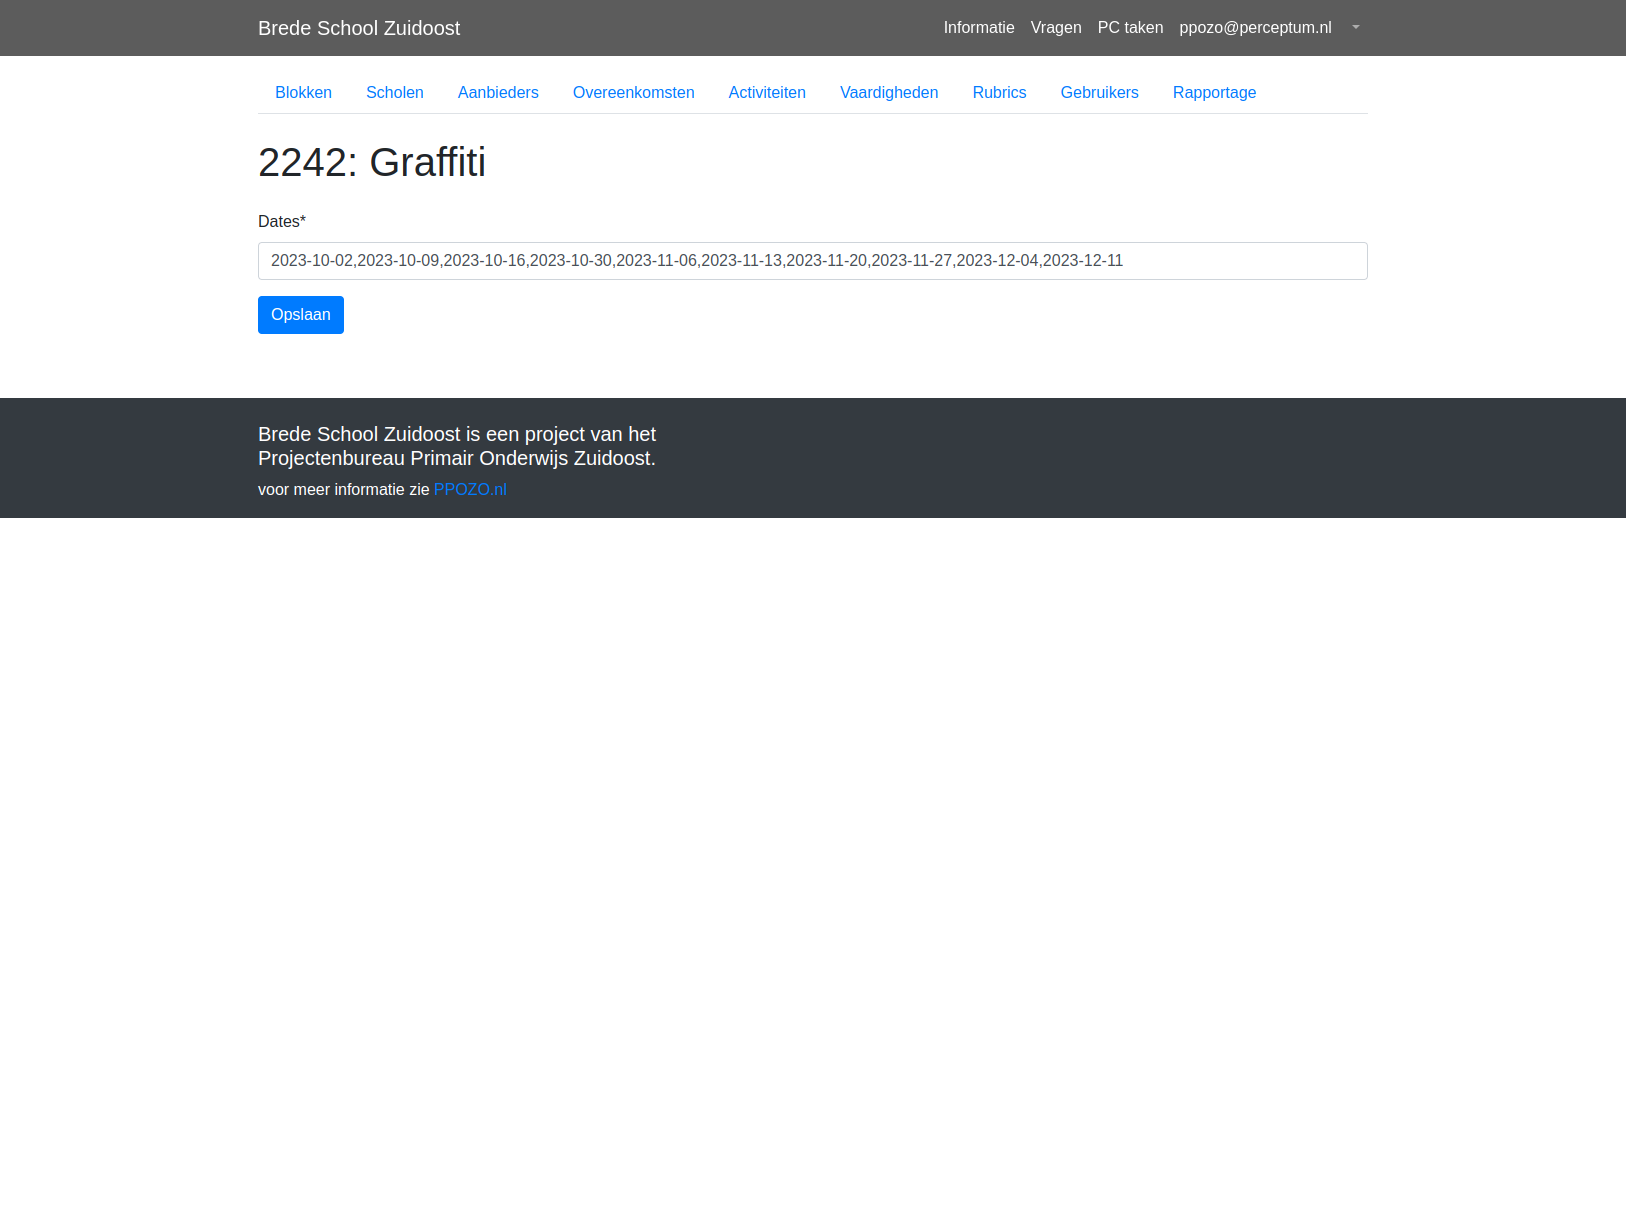 Brede School Zuidoost
Informatie Vragen PC taken ppozo@perceptum.nl
Blokken Scholen Aanbieders Overeenkomsten Activiteiten Vaardigheden Rubrics Gebruikers Rapportage
2242: Graffiti
Dates*
2023-10-02,2023-10-09,2023-10-16,2023-10-30,2023-11-06,2023-11-13,2023-11-20,2023-11-27,2023-12-04,2023-12-11
Opslaan
Brede School Zuidoost is een project van het
Projectenbureau Primair Onderwijs Zuidoost.
voor meer informatie zie PPOZO.nl